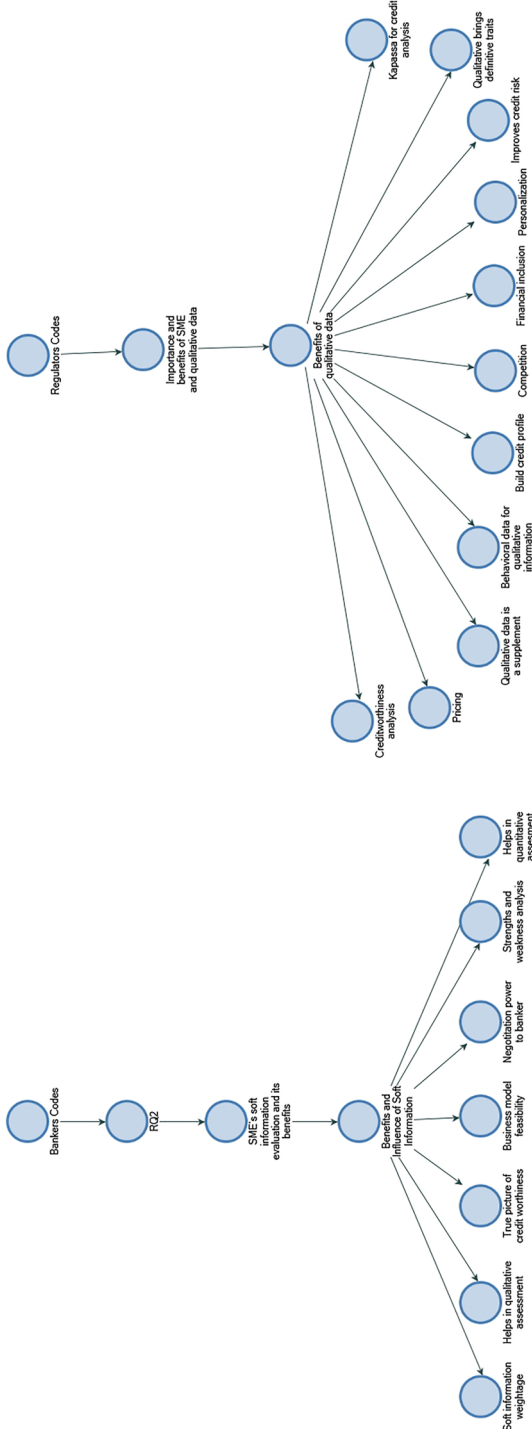 Bankers Codes
RQ2
SME's soft
information
evaluation and its
benefits
Benefits and
Influence of Soft
Information
Soft information
weightage
Helps in qualitative
assessment
True picture of
credit worthiness
Business model
feasibility
Negotitation power
to banker
Strengths and
weakness analysis
Helps in
quantitative
assessment
Regulators Codes
Importance and
benefits of SME
and qualitative data
Benefits of
qualitative data
Creditworthiness
analysis
Pricing
Qualitative data is
a supplement
Behavioral data for
qualitative
information
Build credit profile
Competition
Financial inclusion
Personalization
Improves credit risk
Qualitative brings
definitive traits
Kapassa for credit
analysis